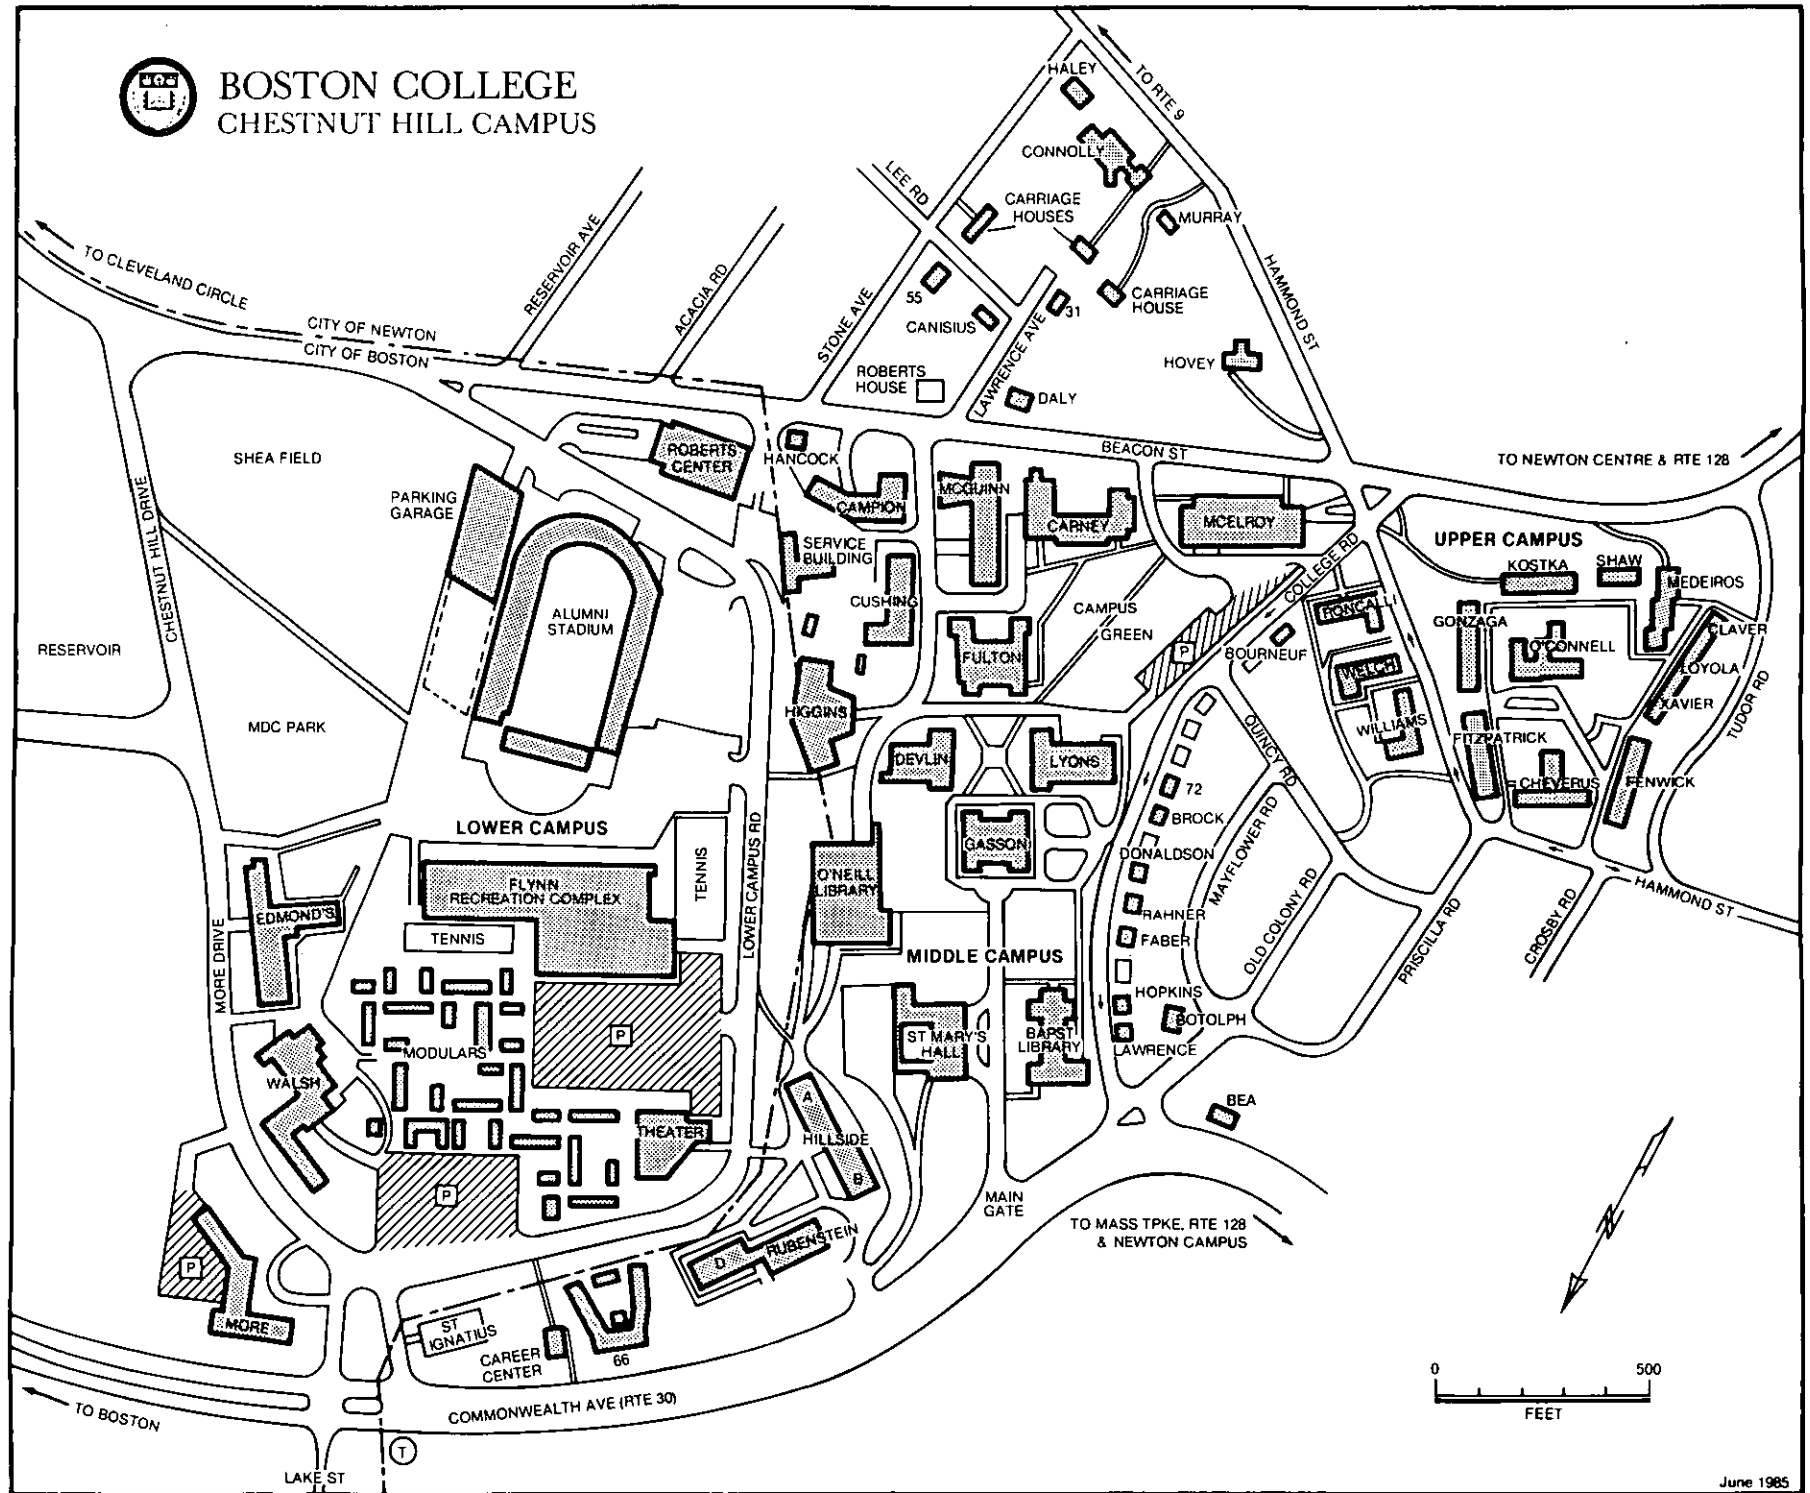 BOSTON COLLEGE
CHESTNUT HILL CAMPUS
HALEY
TO RTE 9
CONNOLLY
LEE RD
CARRIAGE
HOUSES
MURRAY
TO CLEVELAND CIRCLE
RESERVOIR AVE
ACACIA RD
HAMMOND ST
55
CARRIAGE
HOUSE
31
CANISIUS
CITY OF NEWTON
CITY OF BOSTON
STONE AVE
LAWRENCE AVE
HOVEY
ROBERTS
HOUSE
DALY
BEACON ST
TO NEWTON CENTRE & RTE 128
SHEA FIELD
ROBERTS
CENTER
HANCOCK
PARKING
GARAGE
CAMPION
MCGUINN
CARNEY
MCELROY
UPPER CAMPUS
CHESTNUT HILL DRIVE
SERVICE
BUILDING
COLLEGE RD
KOSTKA
SHAW
MEDEIROS
CUSHING
CAMPUS
GREEN
RONCALLI
GONZAGA
CLAVER
ALUMNI
STADIUM
RESERVOIR
FULTON
P
BOURNEUF
O'CONNELL
WELCH
LOYOLA
XAVIER
TUDOR RD
MDC PARK
HIGGINS
WILLIAMS
FITZPATRICK
QUINCY RD
DEVLIN
LYONS
72
CHEVERUS
FENWICK
BROCK
LOWER CAMPUS
GASSON
DONALDSON
MAYFLOWER RD
TENNIS
LOWER CAMPUS RD
FLYNN
RECREATION COMPLEX
O'NEILL
LIBRARY
HAMMOND ST
EDMOND'S
RAHNER
TENNIS
FABER
OLD COLONY RD
PRISCILLA RD
CROSBY RD
MORE DRIVE
MIDDLE CAMPUS
HOPKINS
BOTOLPH
P
ST MARY'S
HALL
BAPST
LIBRARY
LAWRENCE
MODULARS
WALSH
A
BEA
THEATER
HILLSIDE
B
P
MAIN
GATE
TO MASS TPKE, RTE 128
& NEWTON CAMPUS
N
RUBENSTEIN
D
P
MORE
ST
IGNATIUS
CAREER
CENTER
66
0 500
FEET
COMMONWEALTH AVE (RTE 30)
TO BOSTON
T
LAKE ST
June 1985